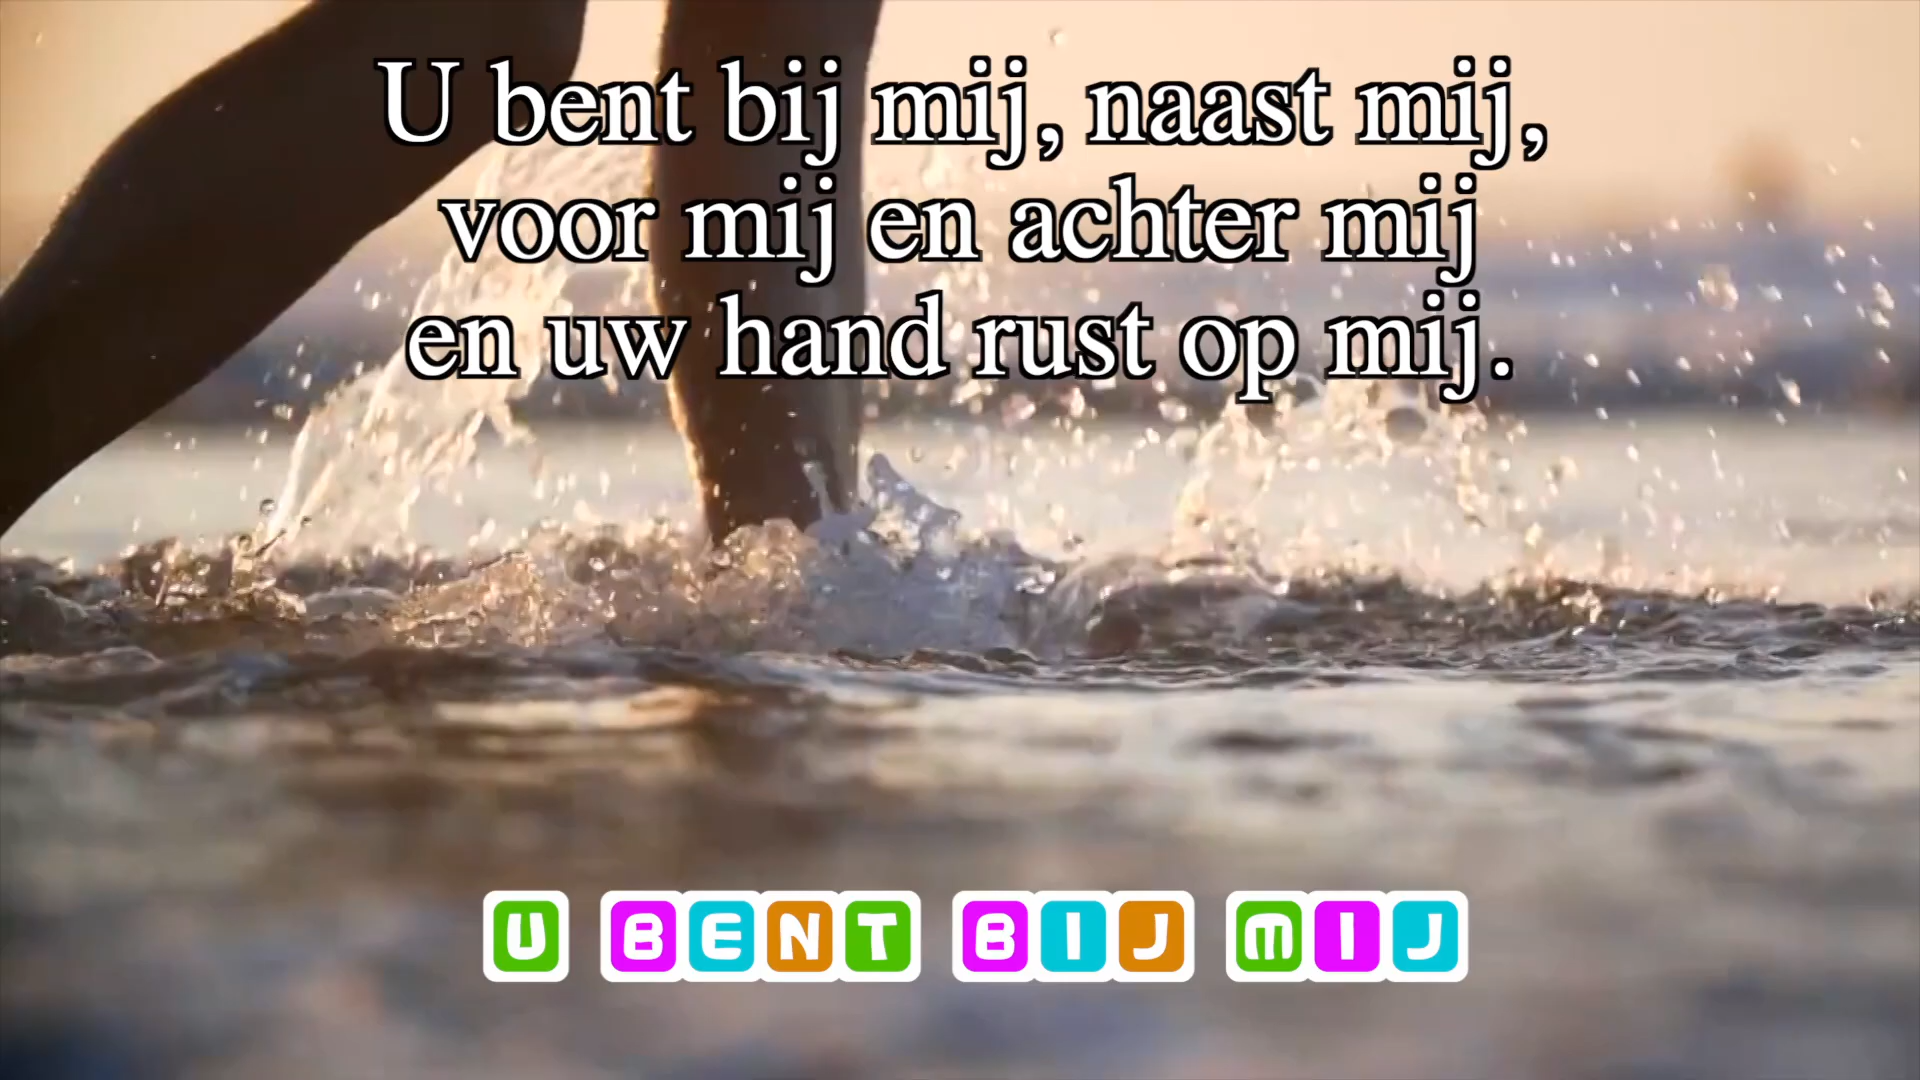 U bent bij mij, naast mij,
voor mij en achter mij
en uw hand rust op mij.
U BENT BIJ MIJ